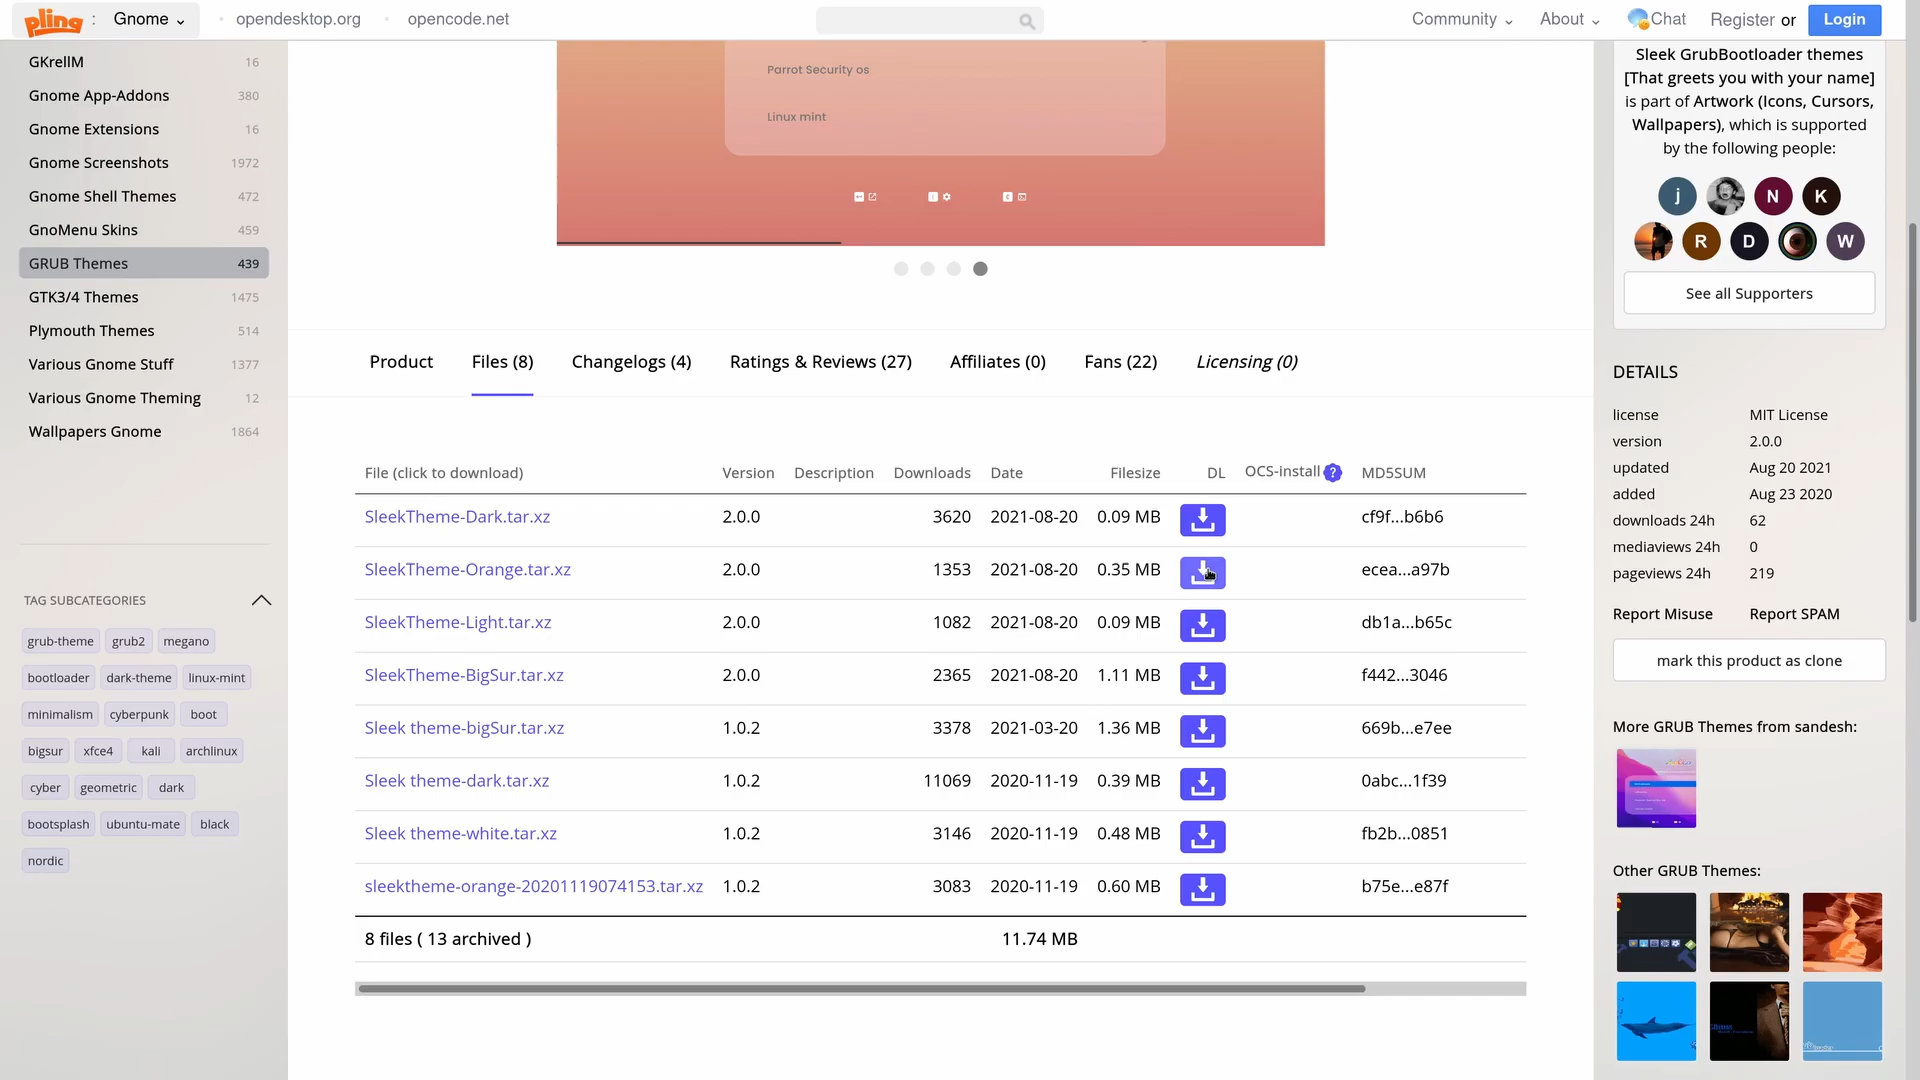 pling : Gnome opendesktop.org opencode.net Community About Chat Register or Login
GKrellM 16
Gnome App-Addons 380
Gnome Extensions 16
Gnome Screenshots 1972
Gnome Shell Themes 472
GnoMenu Skins 459
GRUB Themes 439
GTK3/4 Themes 1475
Plymouth Themes 514
Various Gnome Stuff 1377
Various Gnome Theming 12
Wallpapers Gnome 1864
TAG SUBCATEGORIES
grub-theme grub2 megano
bootloader dark-theme linux-mint
minimalism cyberpunk boot
bigsur xfce4 kali archlinux
cyber geometric dark
bootsplash ubuntu-mate black
nordic
Parrot Security os
Linux mint
Product Files (8) Changelogs (4) Ratings & Reviews (27) Affiliates (0) Fans (22) Licensing (0)
File (click to download) Version Description Downloads Date Filesize DL OCS-install ? MD5SUM
SleekTheme-Dark.tar.xz 2.0.0 3620 2021-08-20 0.09 MB cf9f...b6b6
SleekTheme-Orange.tar.xz 2.0.0 1353 2021-08-20 0.35 MB ecea...a97b
SleekTheme-Light.tar.xz 2.0.0 1082 2021-08-20 0.09 MB db1a...b65c
SleekTheme-BigSur.tar.xz 2.0.0 2365 2021-08-20 1.11 MB f442...3046
Sleek theme-bigSur.tar.xz 1.0.2 3378 2021-03-20 1.36 MB 669b...e7ee
Sleek theme-dark.tar.xz 1.0.2 11069 2020-11-19 0.39 MB 0abc...1f39
Sleek theme-white.tar.xz 1.0.2 3146 2020-11-19 0.48 MB fb2b...0851
sleektheme-orange-20201119074153.tar.xz 1.0.2 3083 2020-11-19 0.60 MB b75e...e87f
8 files ( 13 archived ) 11.74 MB
Sleek GrubBootloader themes
[That greets you with your name]
is part of Artwork (Icons, Cursors,
Wallpapers), which is supported
by the following people:
j N K
R D W
See all Supporters
DETAILS
license MIT License
version 2.0.0
updated Aug 20 2021
added Aug 23 2020
downloads 24h 62
mediaviews 24h 0
pageviews 24h 219
Report Misuse Report SPAM
mark this product as clone
More GRUB Themes from sandesh:
Other GRUB Themes: